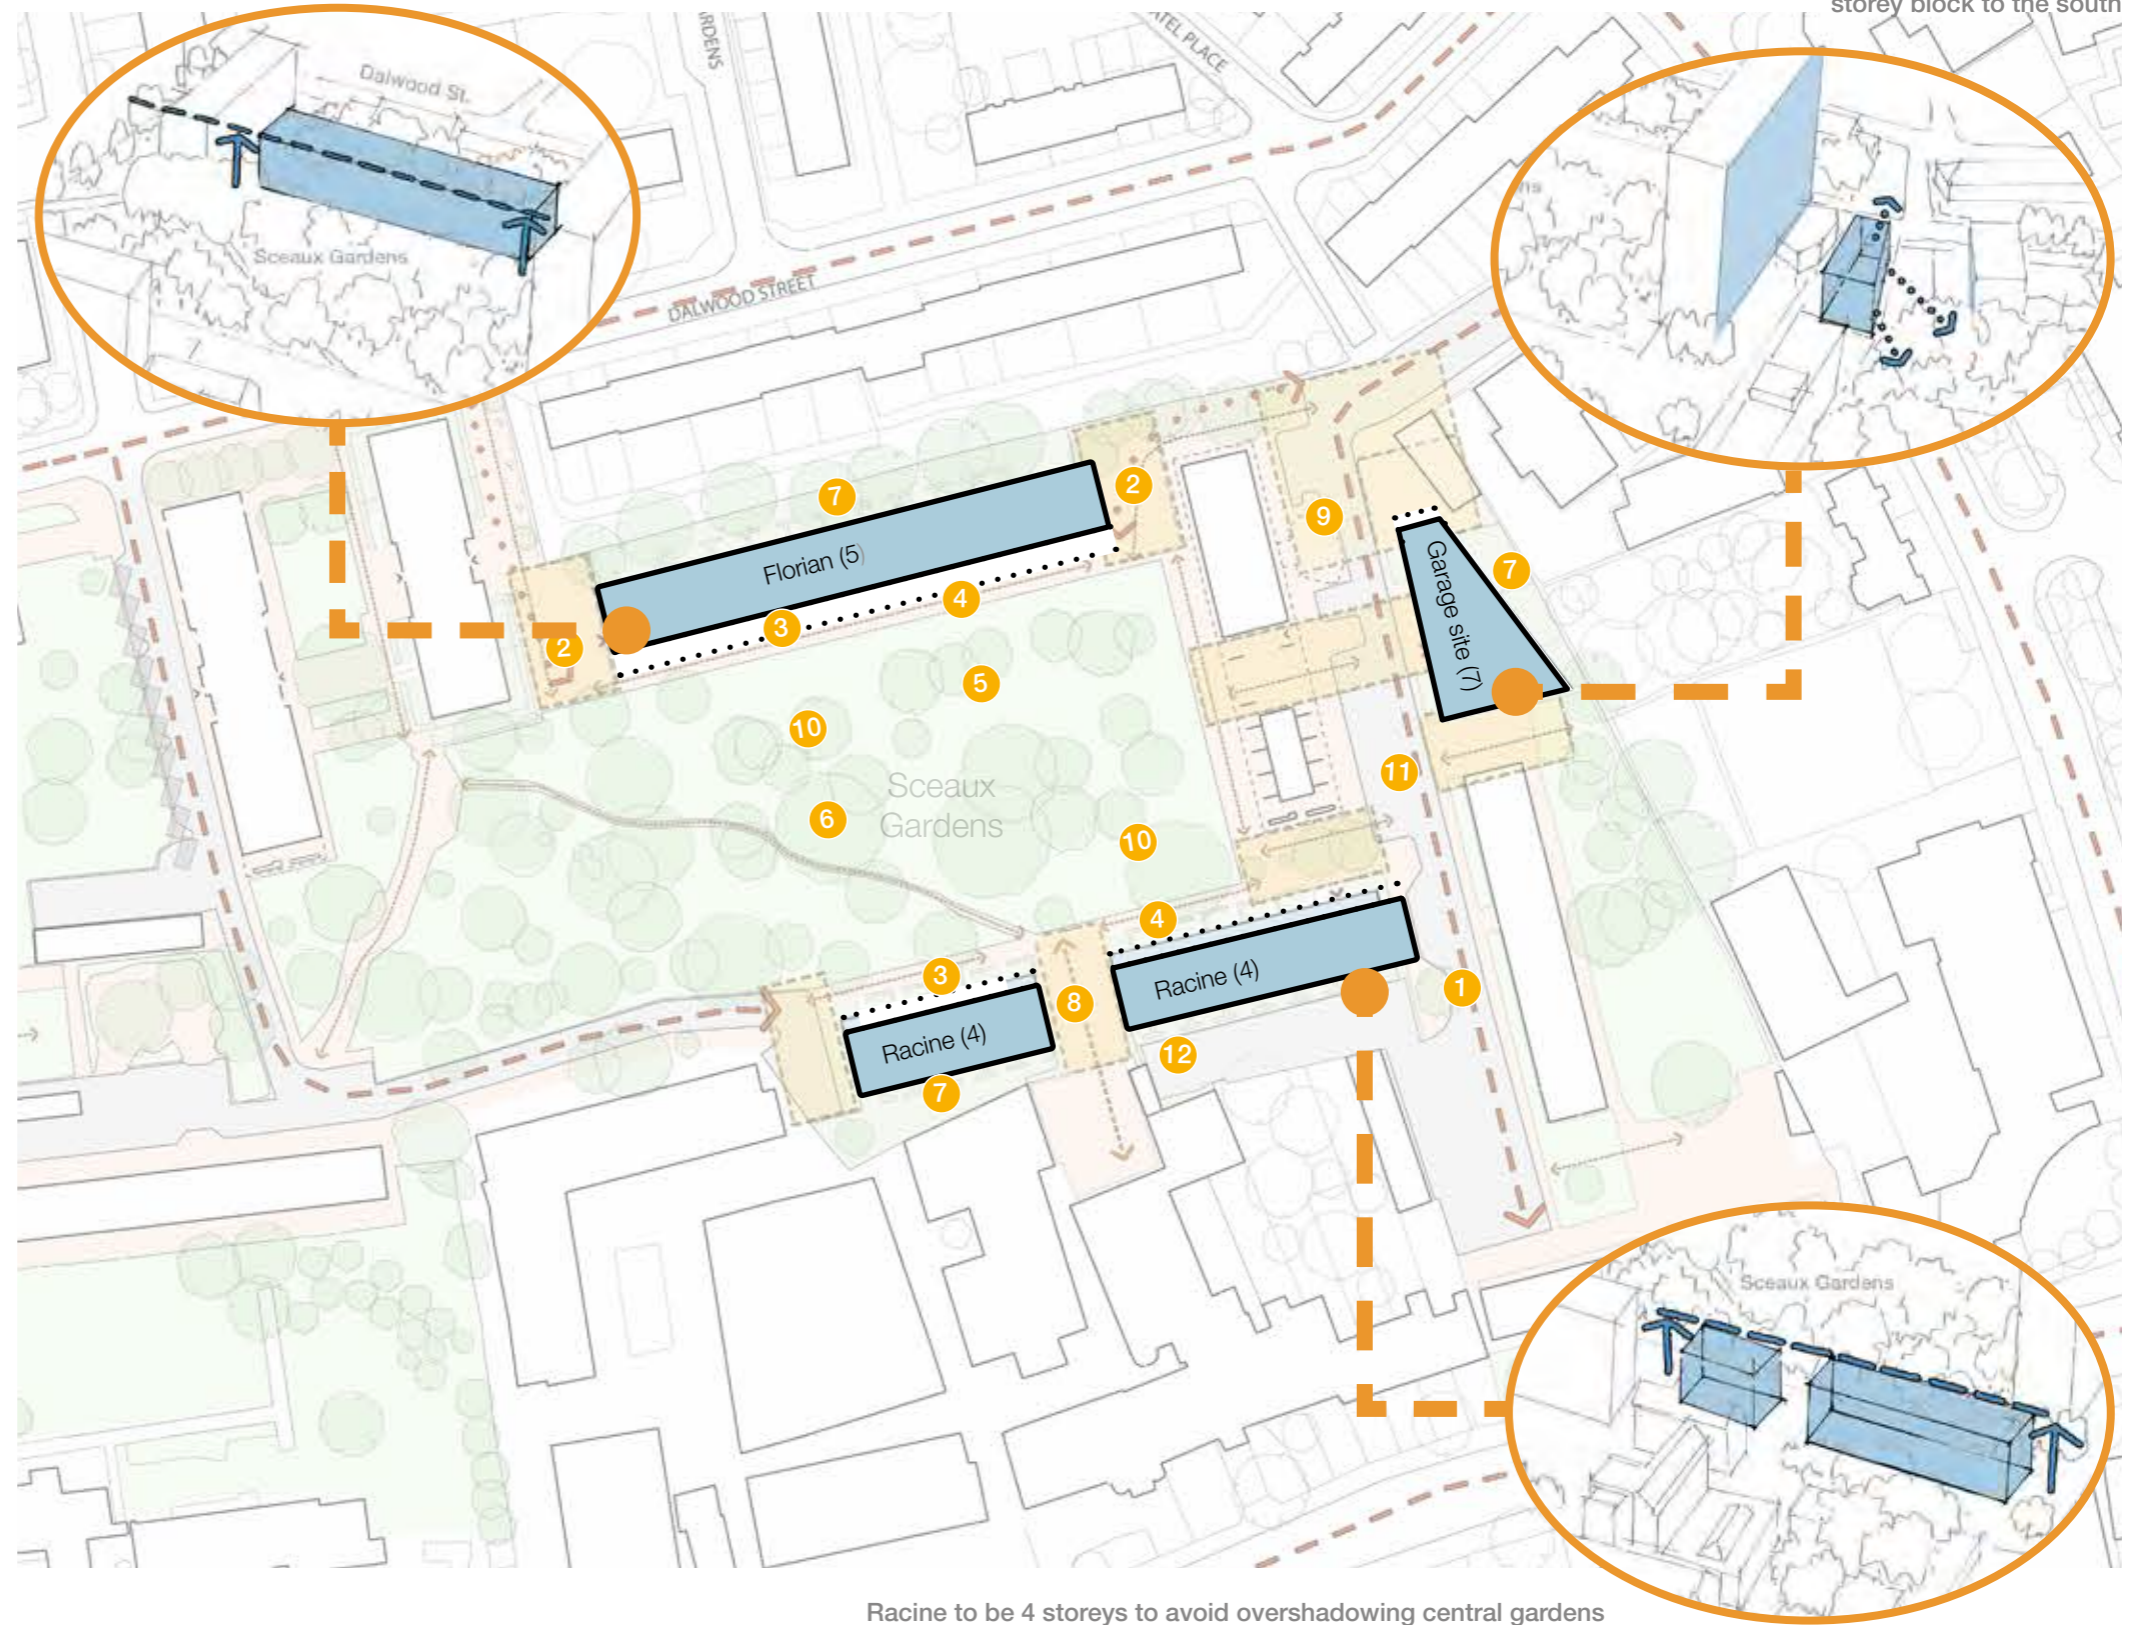 storey block to the south
Dalwood St.
Sceaux Gardens
DALWOOD STREET
7
2
9
Florian (5)
Garage site (7)
7
4
3
2
5
10
Sceaux
Gardens
6
11
10
4
3
Racine (4)
1
8
Racine (4)
12
7
Sceaux Gardens
Racine to be 4 storeys to avoid overshadowing central gardens